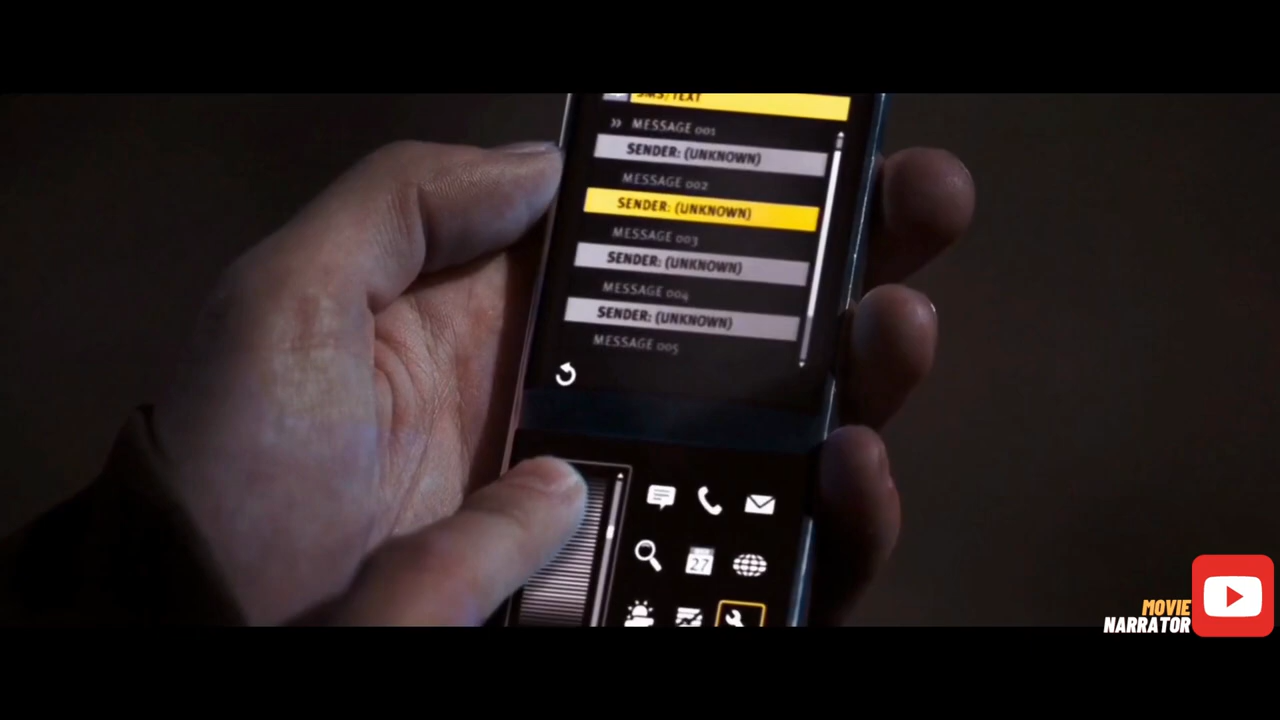 SMS/TEXT
›› MESSAGE 001
SENDER: (UNKNOWN)
MESSAGE 002
SENDER: (UNKNOWN)
MESSAGE 003
SENDER: (UNKNOWN)
MESSAGE 004
SENDER: (UNKNOWN)
MESSAGE 005
27
MOVIE
NARRATOR